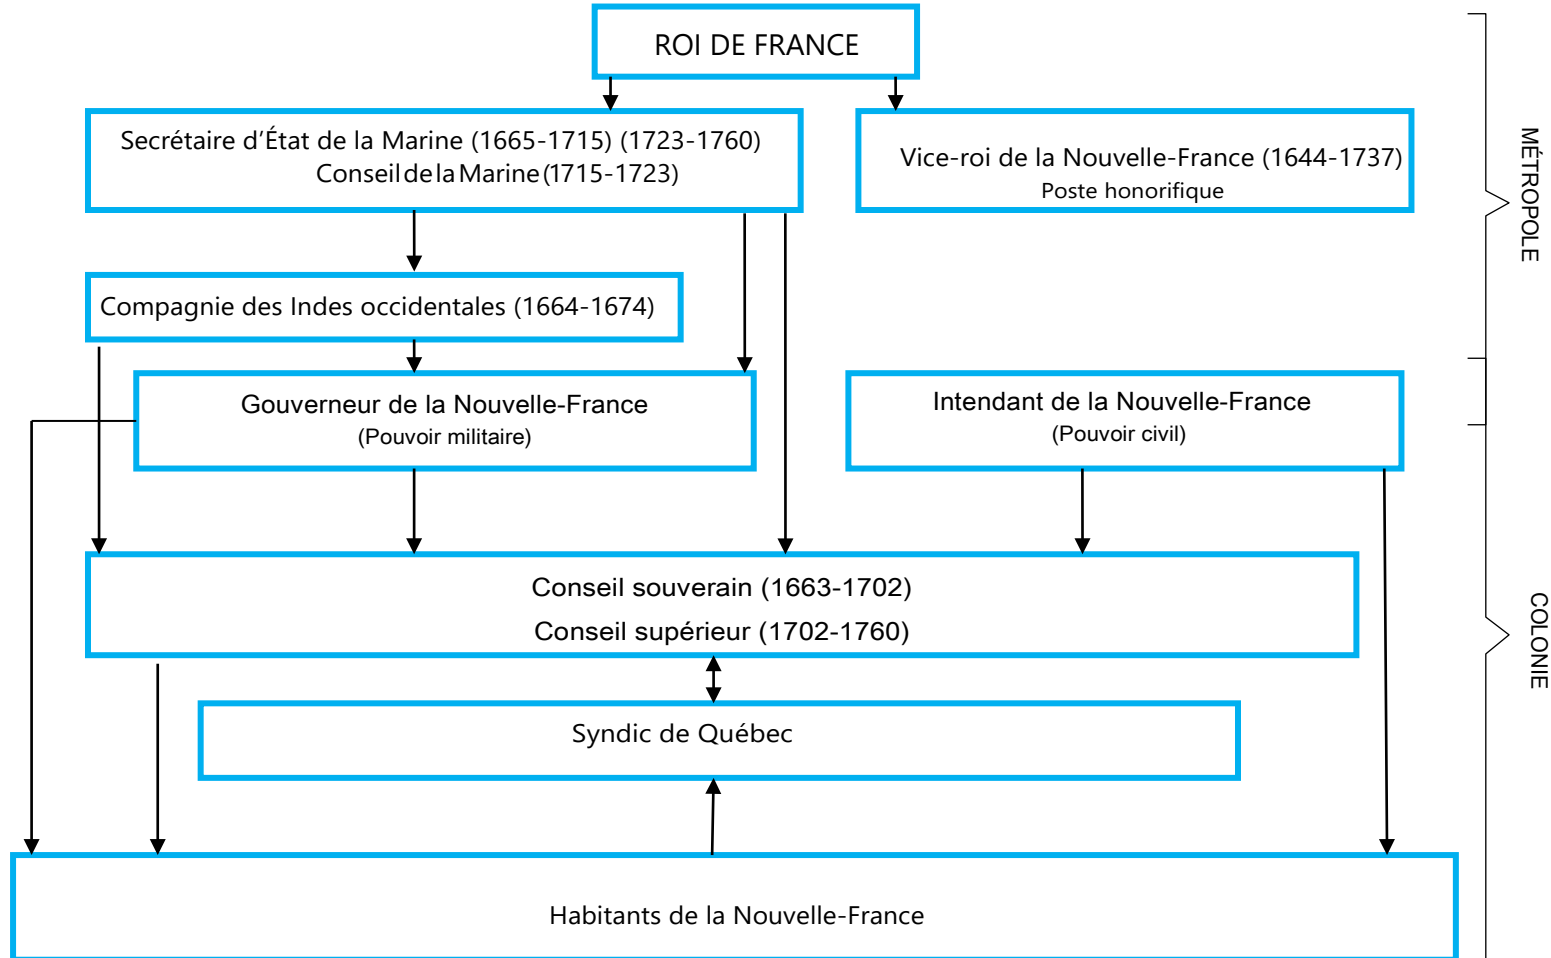 ROI DE FRANCE
Secrétaire d'État de la Marine (1665-1715) (1723-1760)
Conseil de la Marine (1715-1723)
Vice-roi de la Nouvelle-France (1644-1737)
Poste honorifique
MÉTROPOLE
Compagnie des Indes occidentales (1664-1674)
Gouverneur de la Nouvelle-France
(Pouvoir militaire)
Intendant de la Nouvelle-France
(Pouvoir civil)
Conseil souverain (1663-1702)
Conseil supérieur (1702-1760)
COLONIE
Syndic de Québec
Habitants de la Nouvelle-France